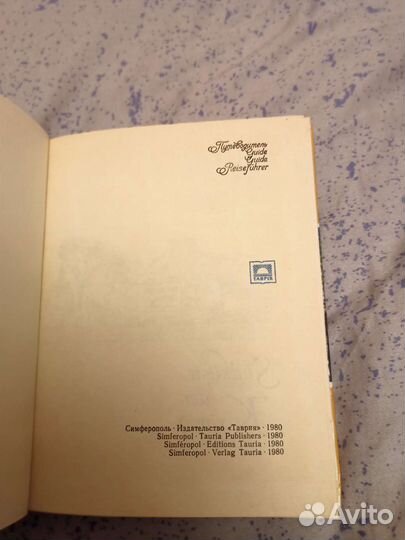 Путеводитель
Guide
Guide
Reiseführer
ТАВРИЯ
Симферополь · Издательство «Таврия» · 1980
Simferopol · Tauria Publishers · 1980
Simféropol · Editions Tauria · 1980
Simferopol · Verlag Tauria · 1980
Avito